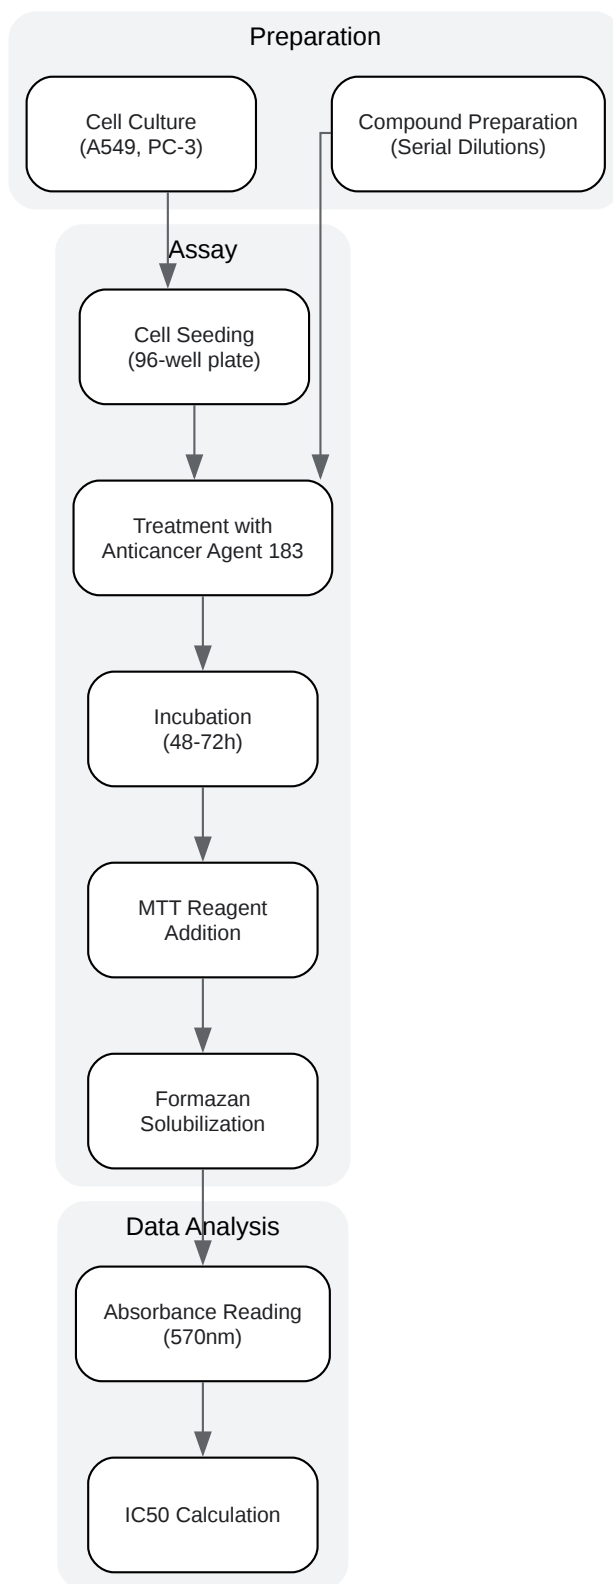 Preparation
Cell Culture
(A549, PC-3)
Compound Preparation
(Serial Dilutions)
Assay
Cell Seeding
(96-well plate)
Treatment with
Anticancer Agent 183
Incubation
(48-72h)
MTT Reagent
Addition
Formazan
Solubilization
Data Analysis
Absorbance Reading
(570nm)
IC50 Calculation